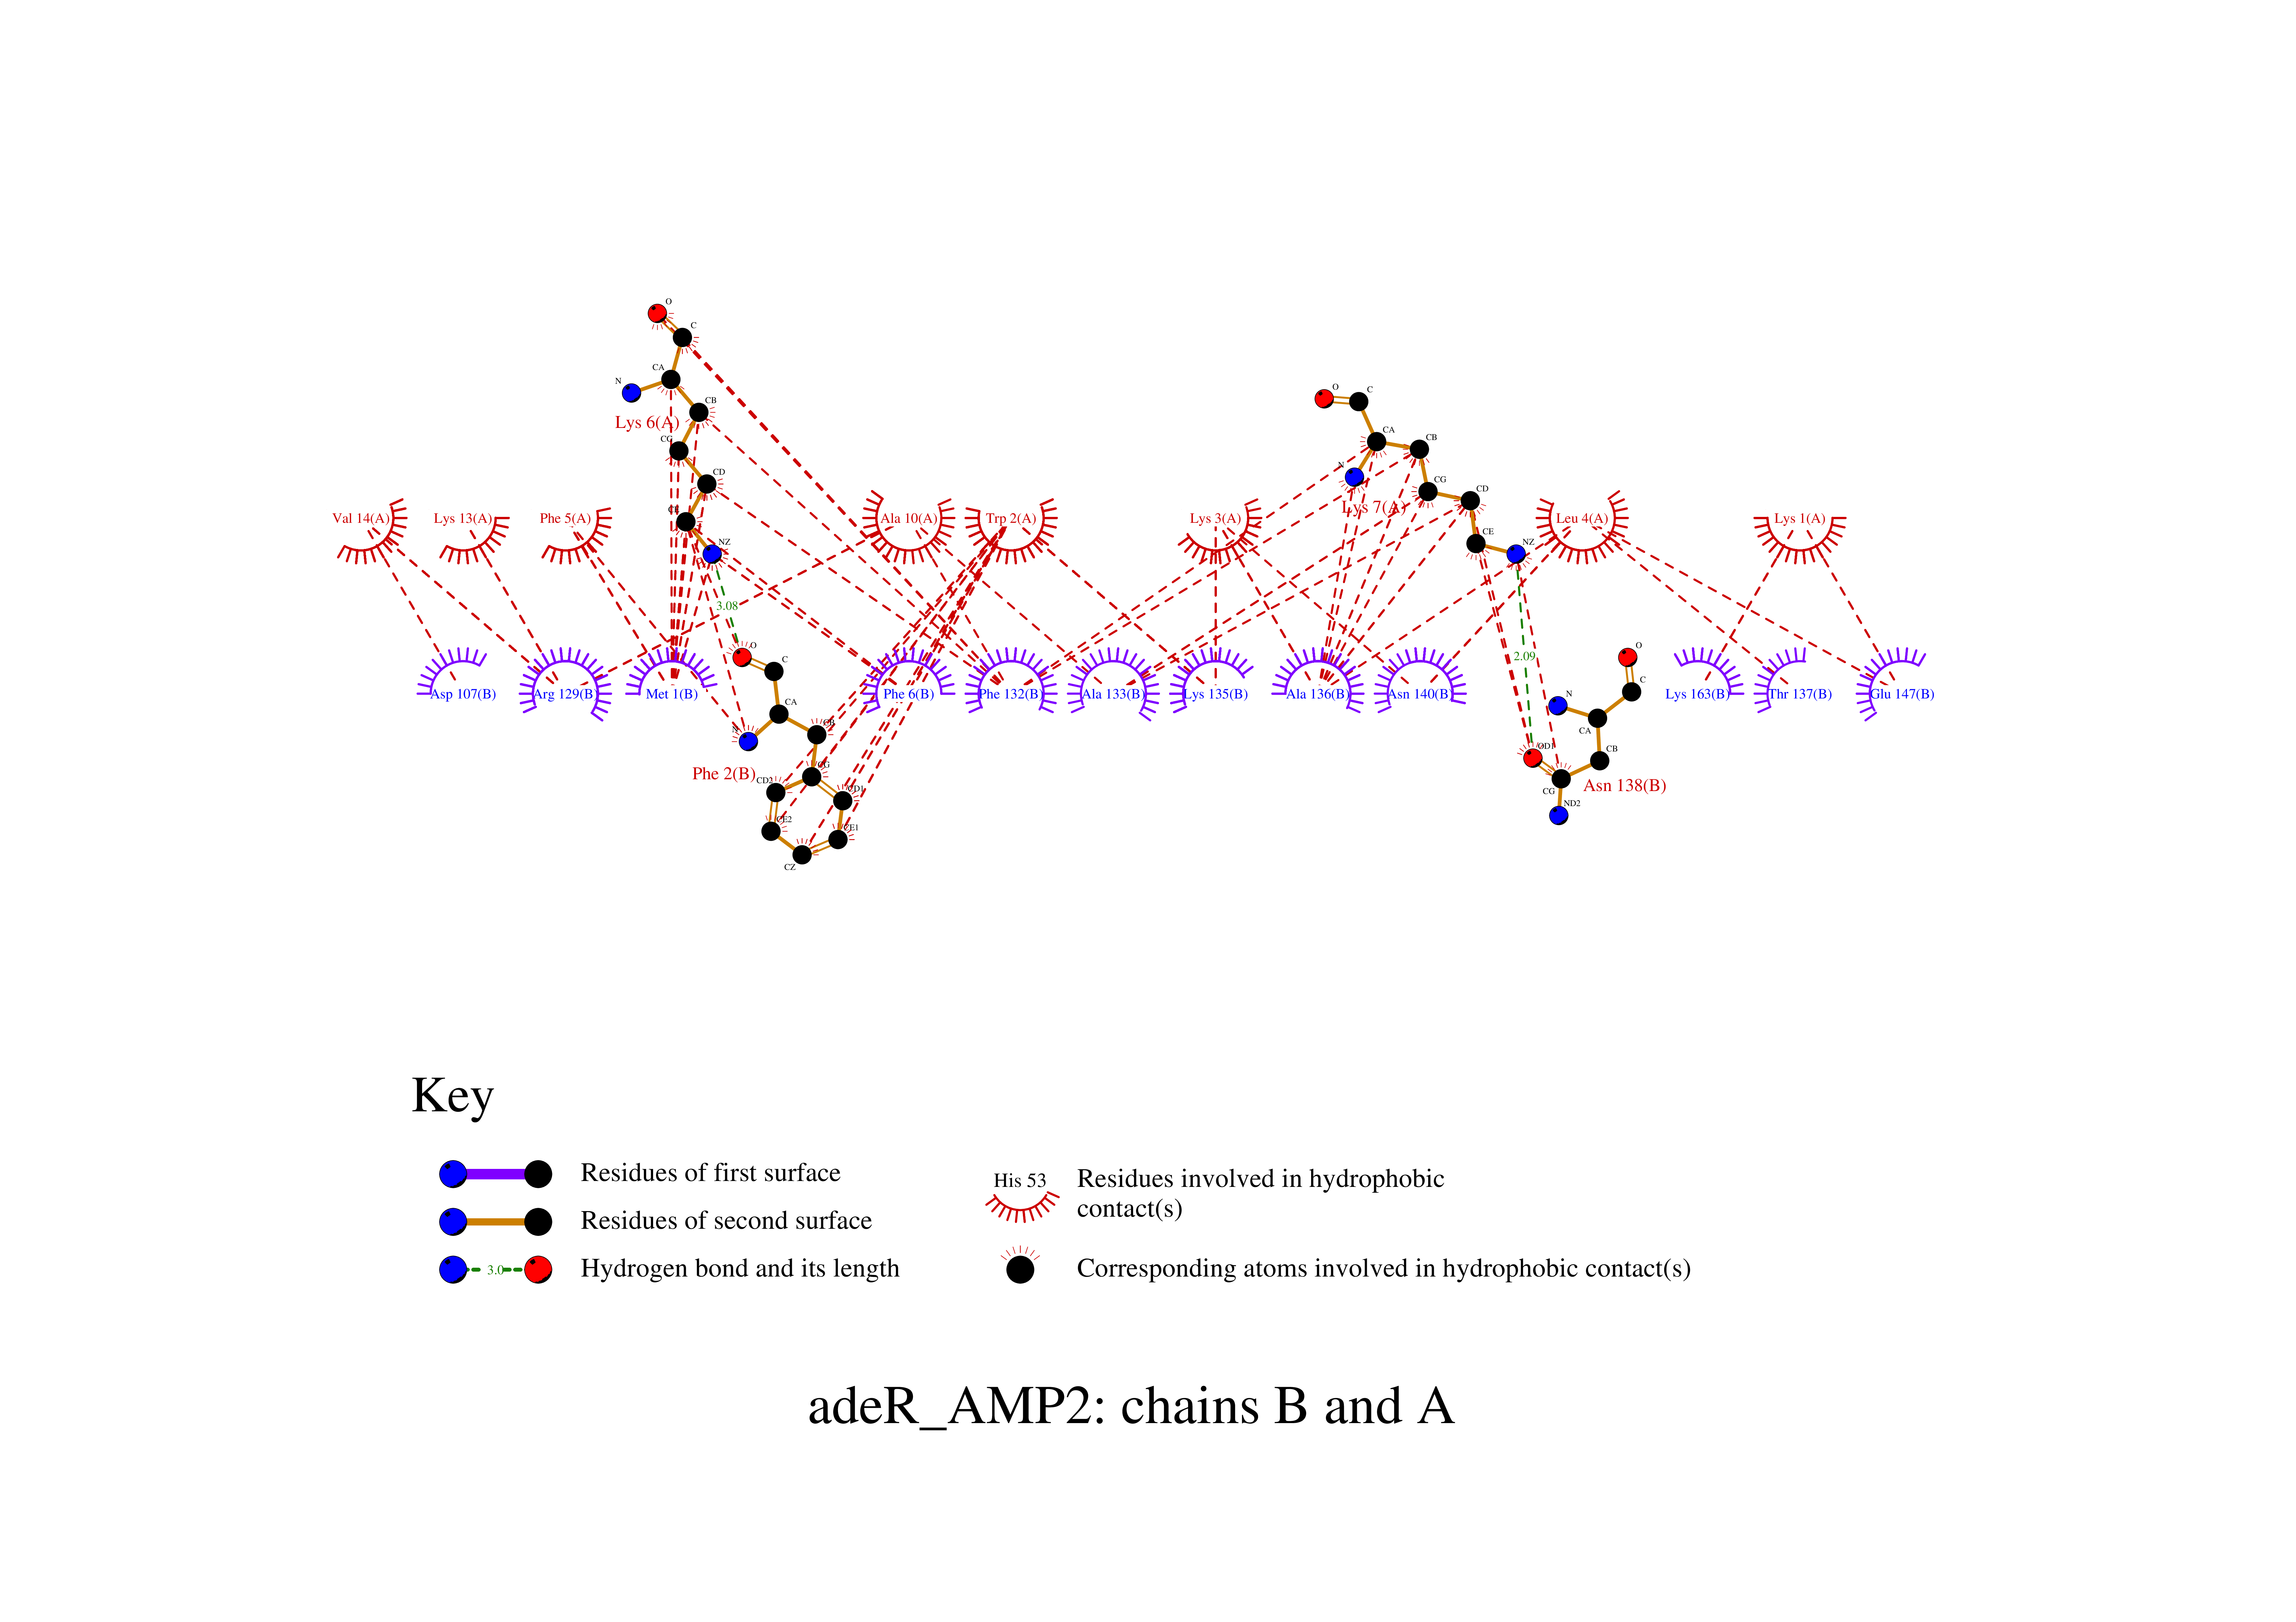 O
C
CA
N
CB
Lys 6(A)
CG
CD
CE
NZ
O
C
CA
CB
N
Lys 7(A)
CG
CD
CE
NZ
Val 14(A)
Lys 13(A)
Phe 5(A)
Ala 10(A)
Trp 2(A)
Lys 3(A)
Leu 4(A)
Lys 1(A)
3.08
2.09
Asp 107(B)
Arg 129(B)
Met 1(B)
Phe 6(B)
Phe 132(B)
Ala 133(B)
Lys 135(B)
Ala 136(B)
Asn 140(B)
Lys 163(B)
Thr 137(B)
Glu 147(B)
O
C
CA
CB
N
Phe 2(B)
CG
CD2
CD1
CE2
CE1
CZ
O
C
N
CA
CB
OD1
CG
Asn 138(B)
ND2
Key
Residues of first surface
Residues of second surface
3.0
Hydrogen bond and its length
His 53
Residues involved in hydrophobic
contact(s)
Corresponding atoms involved in hydrophobic contact(s)
adeR_AMP2: chains B and A